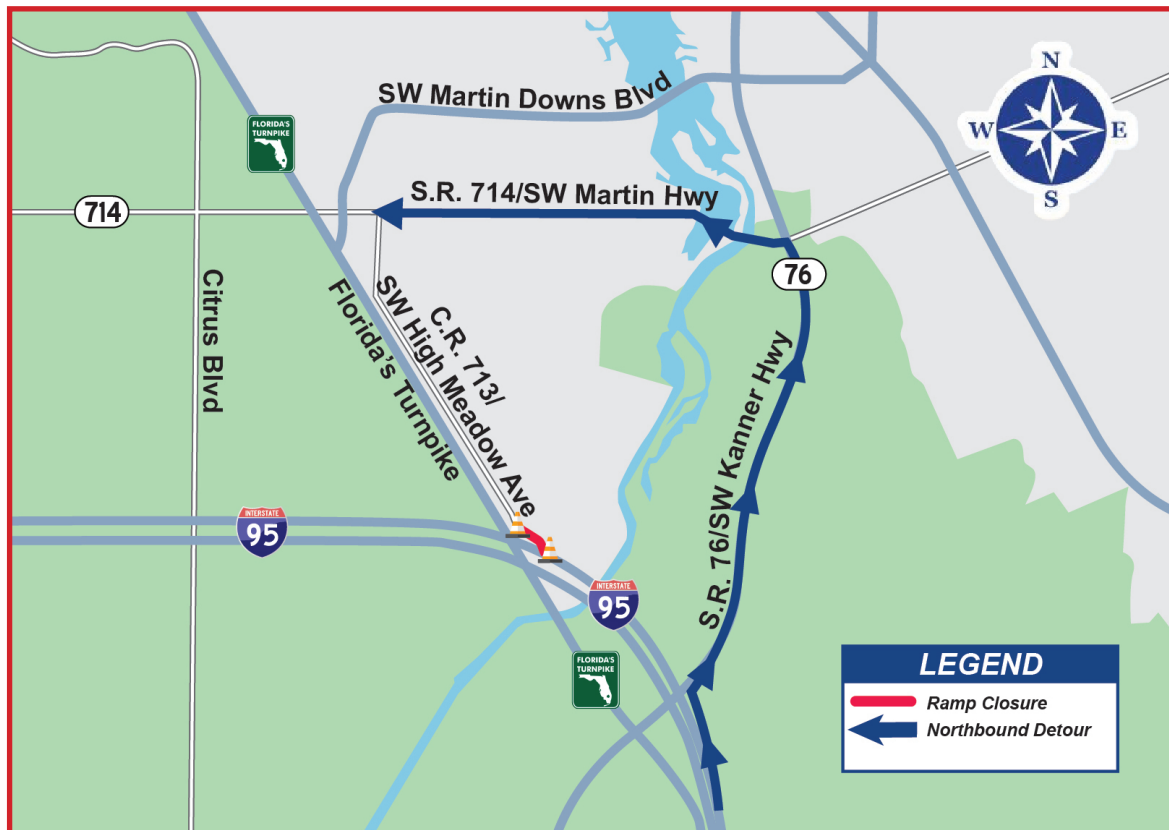 N
W
E
S
FLORIDA'S
TURNPIKE
SW Martin Downs Blvd
S.R. 714/SW Martin Hwy
714
76
Citrus Blvd
Florida's Turnpike
C.R. 713/
SW High Meadow Ave
S.R. 76/SW Kanner Hwy
INTERSTATE
95
INTERSTATE
95
FLORIDA'S
TURNPIKE
LEGEND
Ramp Closure
Northbound Detour